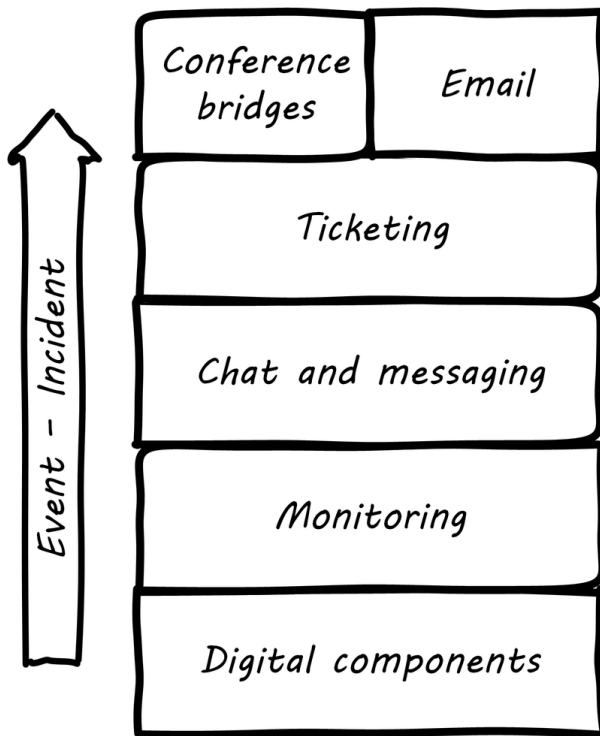 Conference
bridges
Email
Ticketing
Chat and messaging
Monitoring
Digital components
Event - Incident